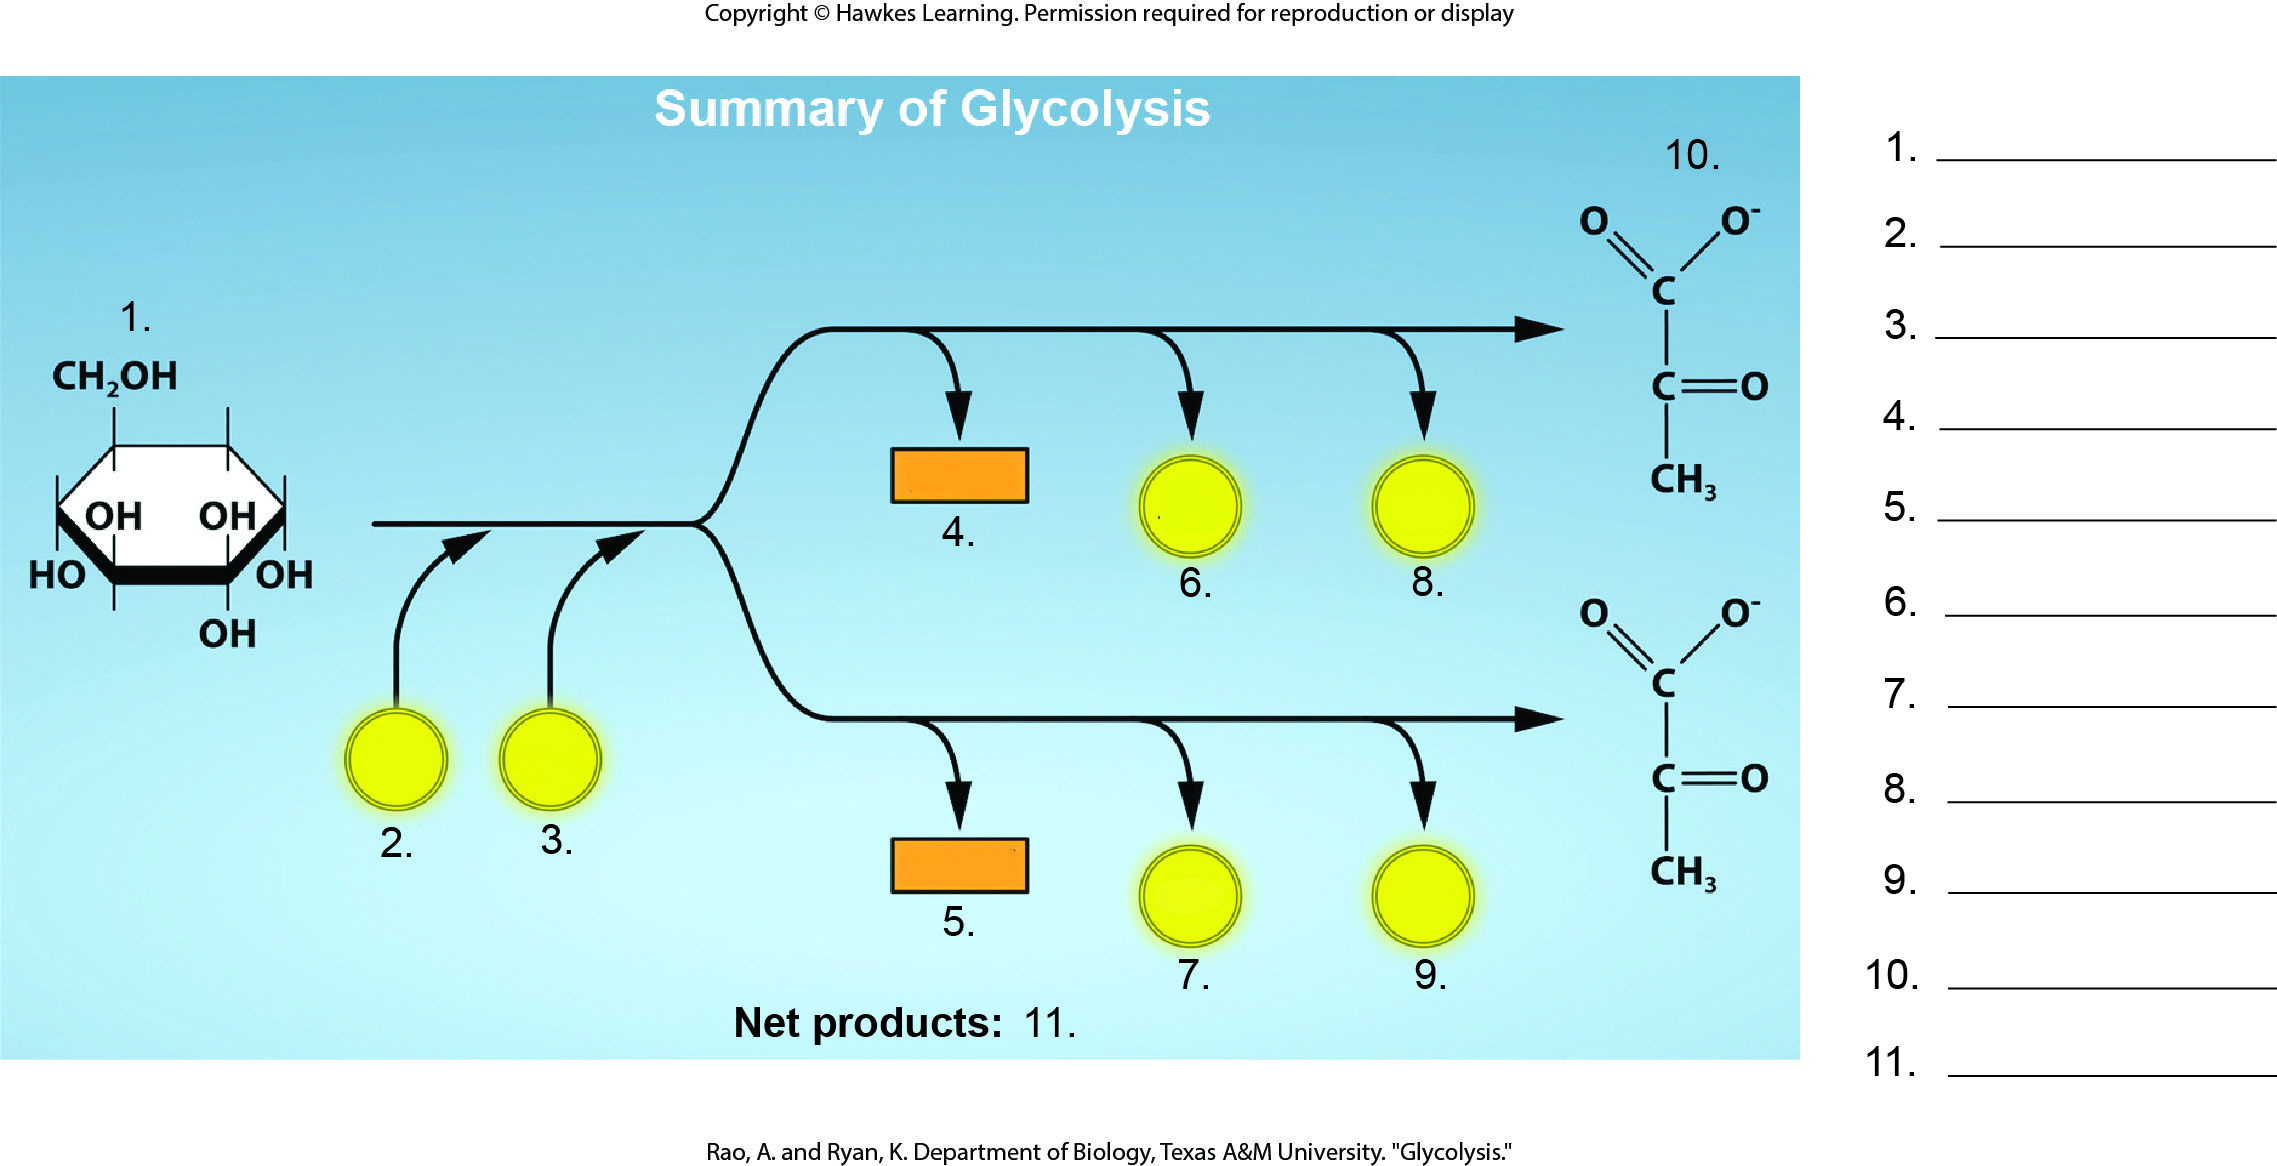 Copyright © Hawkes Learning. Permission required for reproduction or display
Summary of Glycolysis
1.
CH₂OH
OH OH
HO OH
OH
2.
3.
4.
5.
6.
7.
8.
9.
10.
O O⁻
C
C O
CH₃
O O⁻
C
C O
CH₃
Net products: 11.
1.
2.
3.
4.
5.
6.
7.
8.
9.
10.
11.
Rao, A. and Ryan, K. Department of Biology, Texas A&M University. "Glycolysis."